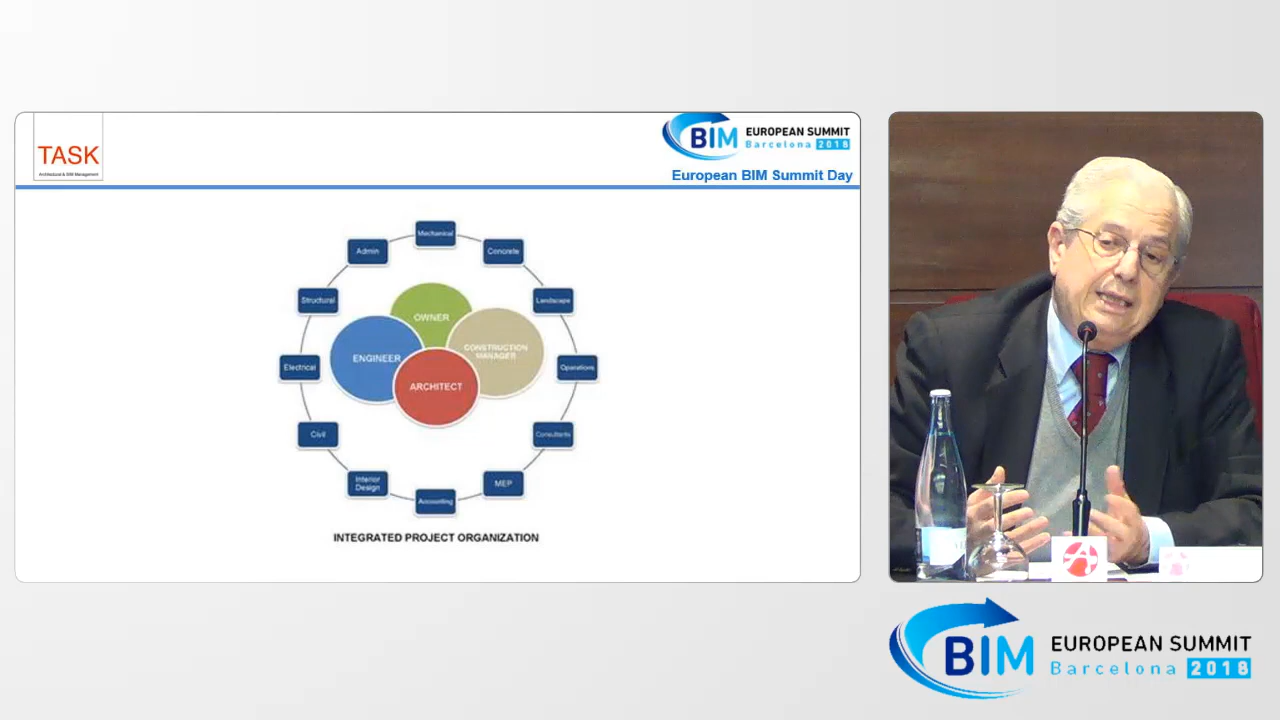 TASK
Architectural & BIM Management
BIM EUROPEAN SUMMIT
Barcelona 2018
European BIM Summit Day
Mechanical
Admin
Concrete
Structural
Landscape
OWNER
ENGINEER
CONSTRUCTION
MANAGER
ARCHITECT
Electrical
Operations
Civil
Consultants
Interior
Design
MEP
Accounting
INTEGRATED PROJECT ORGANIZATION
BIM EUROPEAN SUMMIT
Barcelona 2018